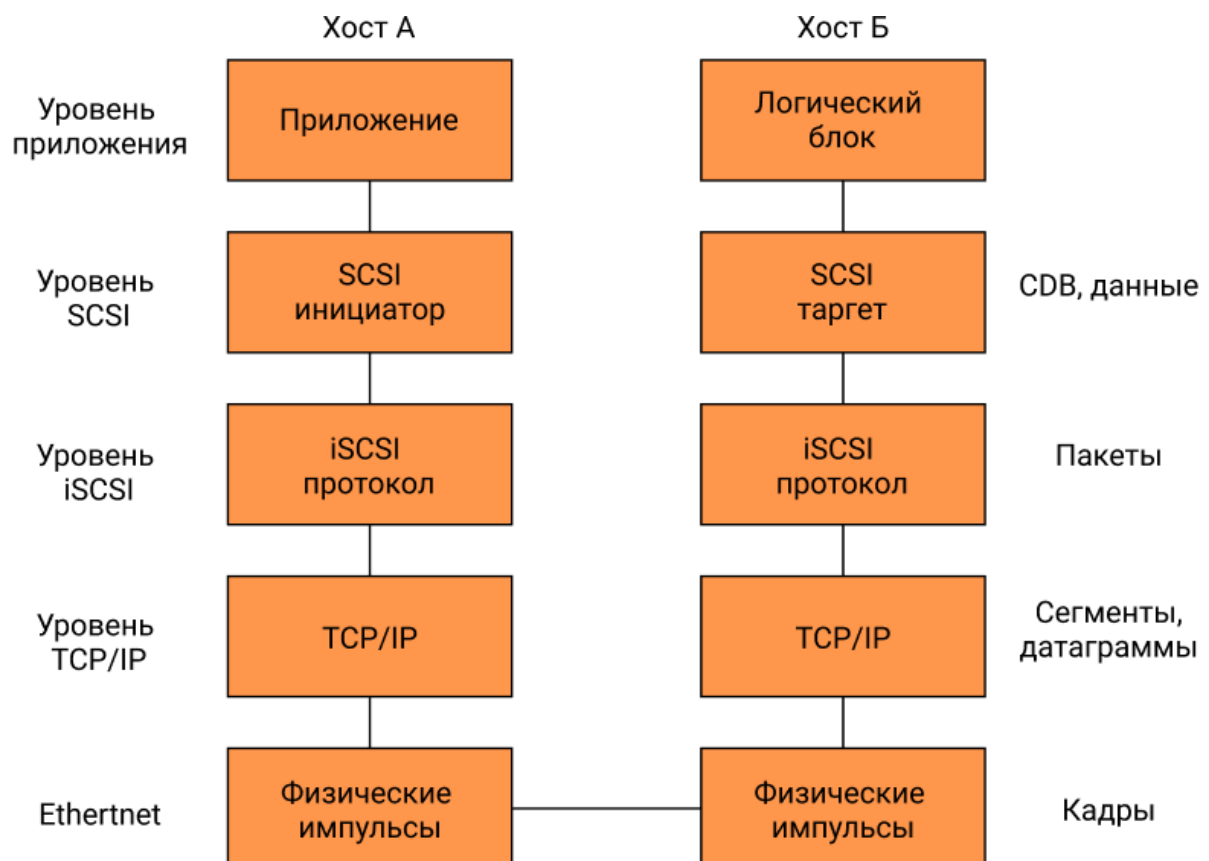 Хост А
Хост Б
Уровень
приложения
Приложение
Логический
блок
Уровень
SCSI
SCSI
инициатор
SCSI
таргет
CDB, данные
Уровень
iSCSI
iSCSI
протокол
iSCSI
протокол
Пакеты
Уровень
TCP/IP
TCP/IP
TCP/IP
Сегменты,
датаграммы
Ethertnet
Физические
импульсы
Физические
импульсы
Кадры